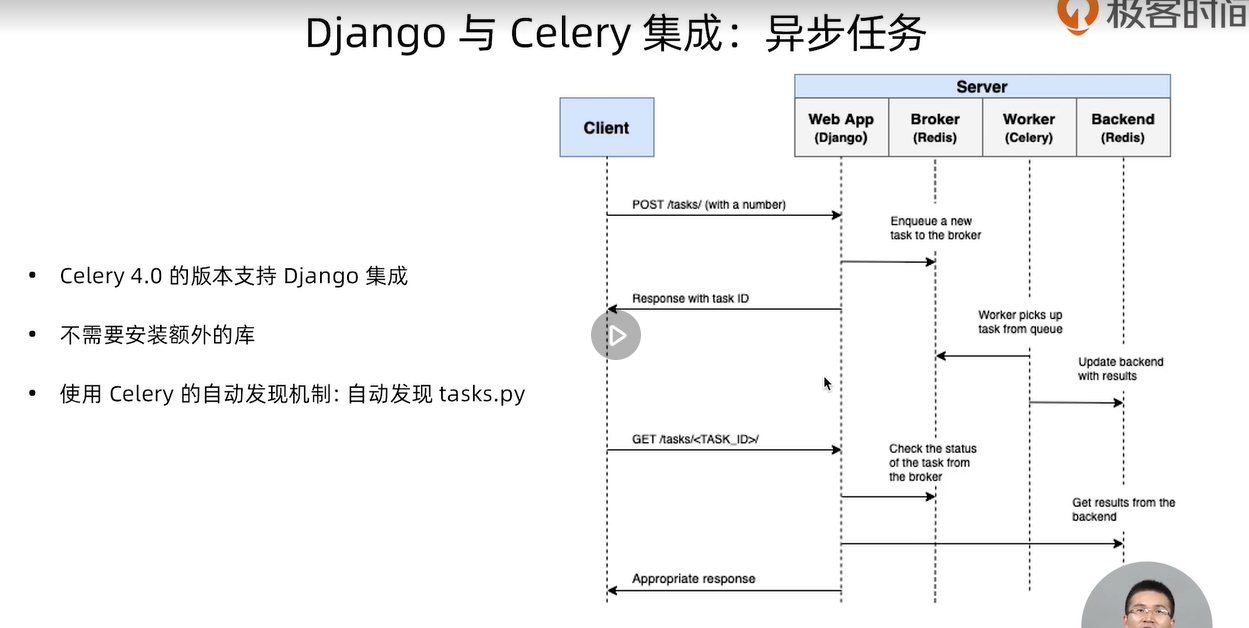 Django 与 Celery 集成：异步任务
极客时间
• Celery 4.0 的版本支持 Django 集成
• 不需要安装额外的库
• 使用 Celery 的自动发现机制: 自动发现 tasks.py
Client
Server
Web App
(Django)
Broker
(Redis)
Worker
(Celery)
Backend
(Redis)
POST /tasks/ (with a number)
Enqueue a new
task to the broker
Response with task ID
Worker picks up
task from queue
Update backend
with results
GET /tasks/<TASK_ID>/
Check the status
of the task from
the broker
Get results from the
backend
Appropriate response